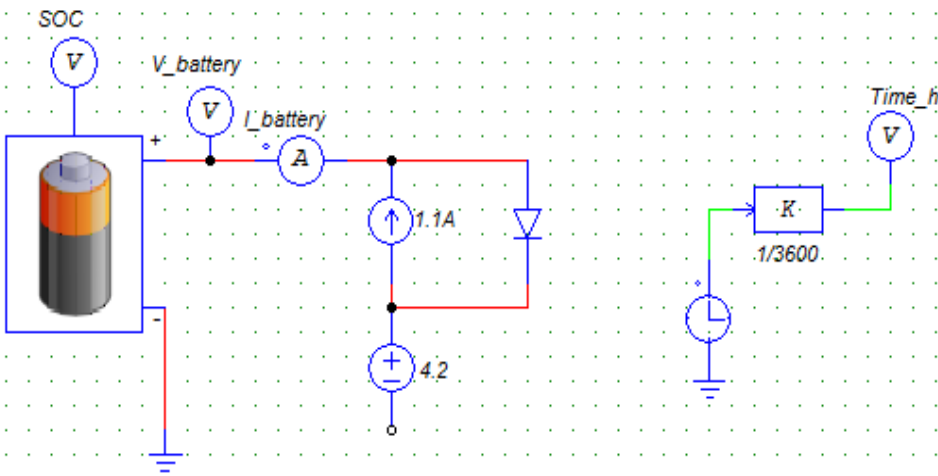 SOC
V
V_battery
V
I_battery
A
+
-
1.1A
+
-
4.2
Time_h
V
K
1/3600